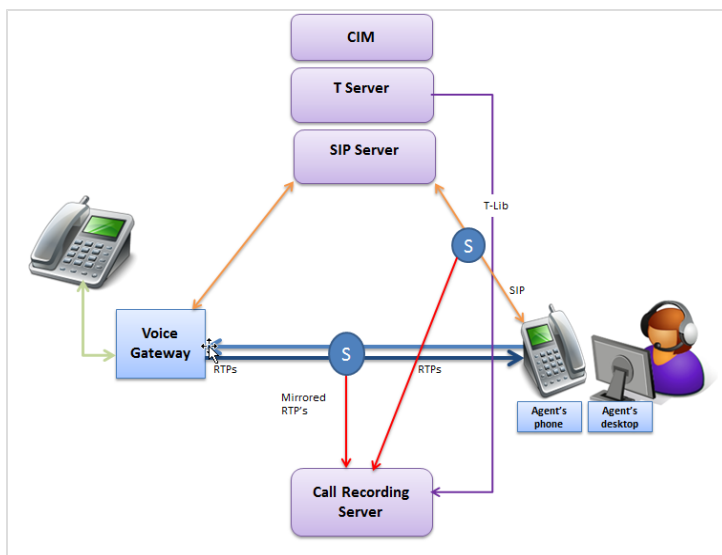 CIM
T Server
SIP Server
T-Lib
S
SIP
Voice
Gateway
S
RTPs
RTPs
Mirrored
RTP's
Agent's
phone
Agent's
desktop
Call Recording
Server